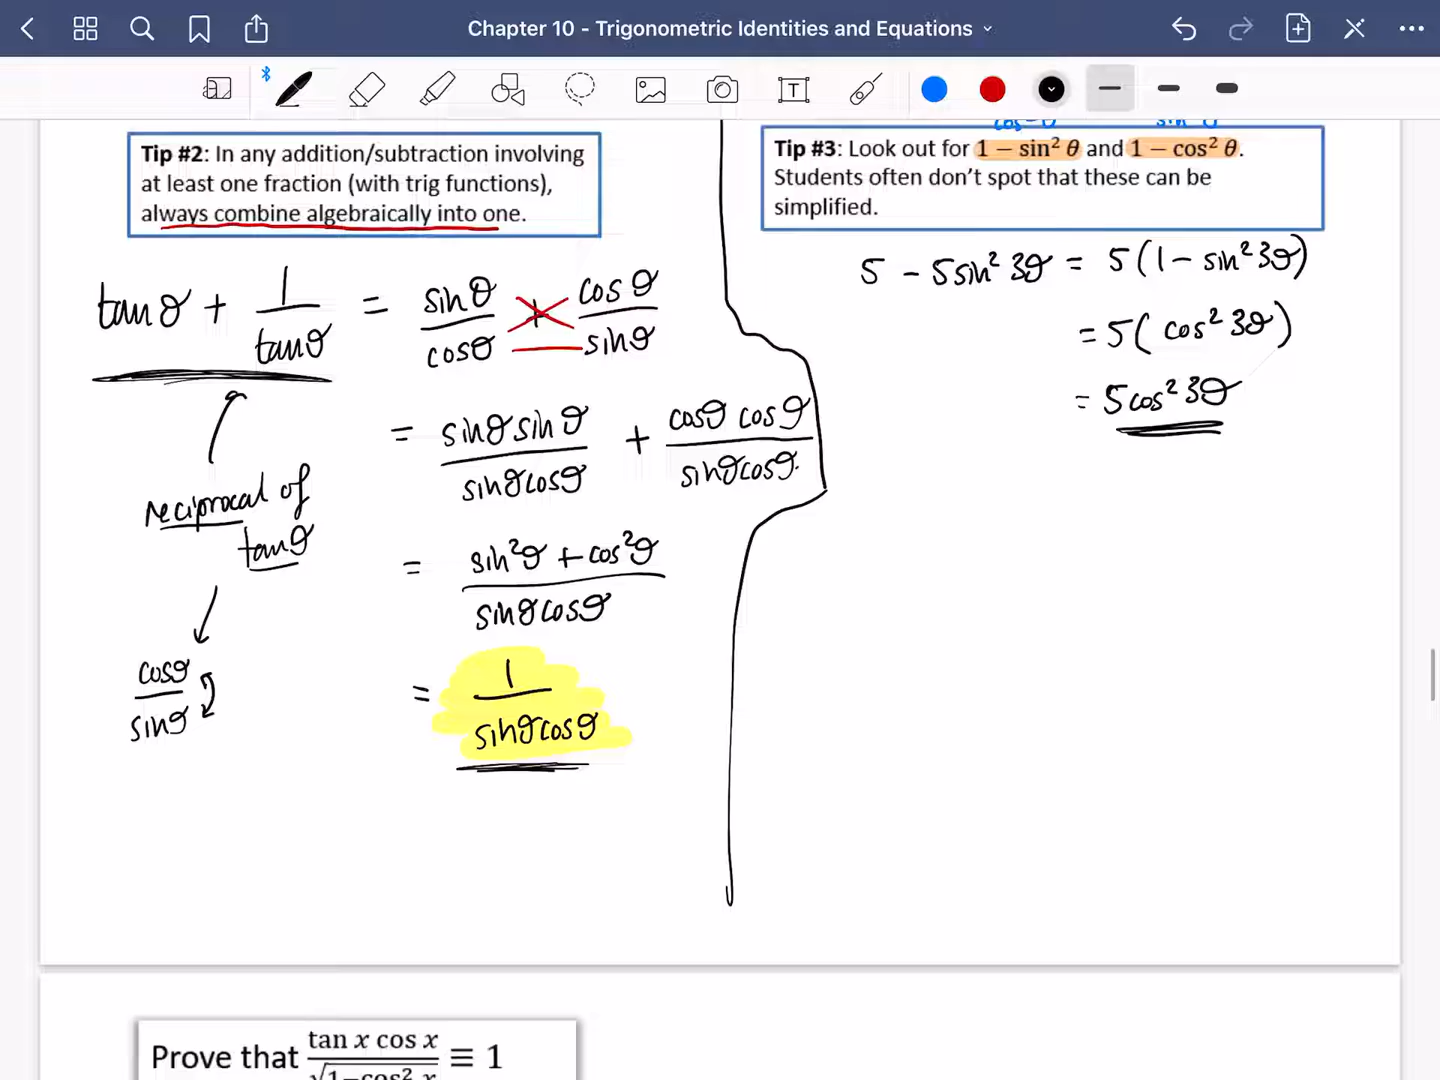 Chapter 10 - Trigonometric Identities and Equations
Tip #2: In any addition/subtraction involving
at least one fraction (with trig functions),
always combine algebraically into one.
tanθ + 1/tanθ = sinθ/cosθ + cosθ/sinθ
= sinθ sinθ/sinθcosθ + cosθ cosθ/sinθcosθ
= sin²θ + cos²θ/sinθcosθ
= 1/sinθcosθ
reciprocal of
tanθ
cosθ
sinθ
Tip #3: Look out for 1 − sin² θ and 1 − cos² θ.
Students often don't spot that these can be
simplified.
5 - 5sin² 3θ = 5(1 - sin² 3θ)
= 5( cos² 3θ )
= 5cos² 3θ
Prove that tan x cos x/√1−cos² x ≡ 1